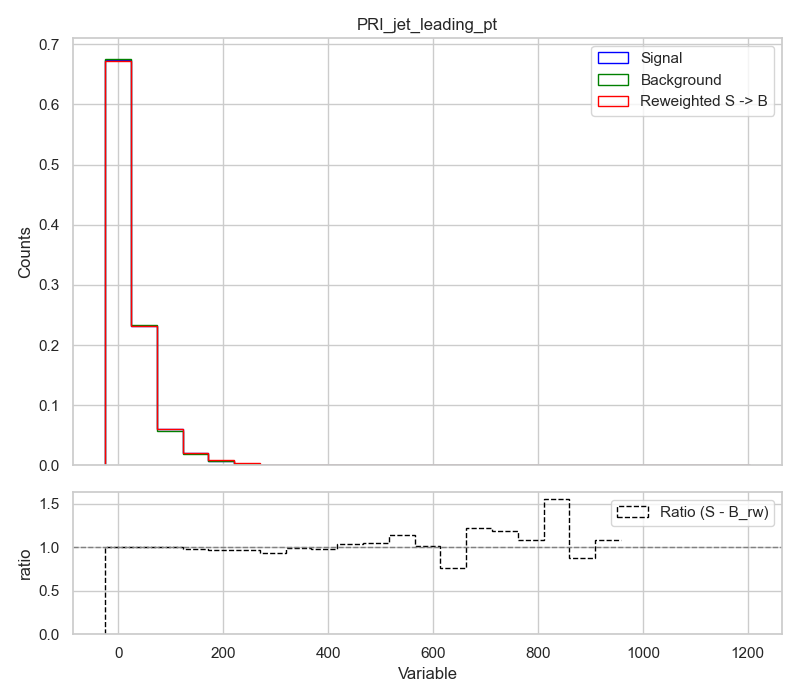 PRI_jet_leading_pt
0.7
0.6
0.5
0.4
0.3
0.2
0.1
0.0
Counts
Signal
Background
Reweighted S -> B
1.5
1.0
0.5
0.0
ratio
Ratio (S - B_rw)
0 200 400 600 800 1000 1200
Variable